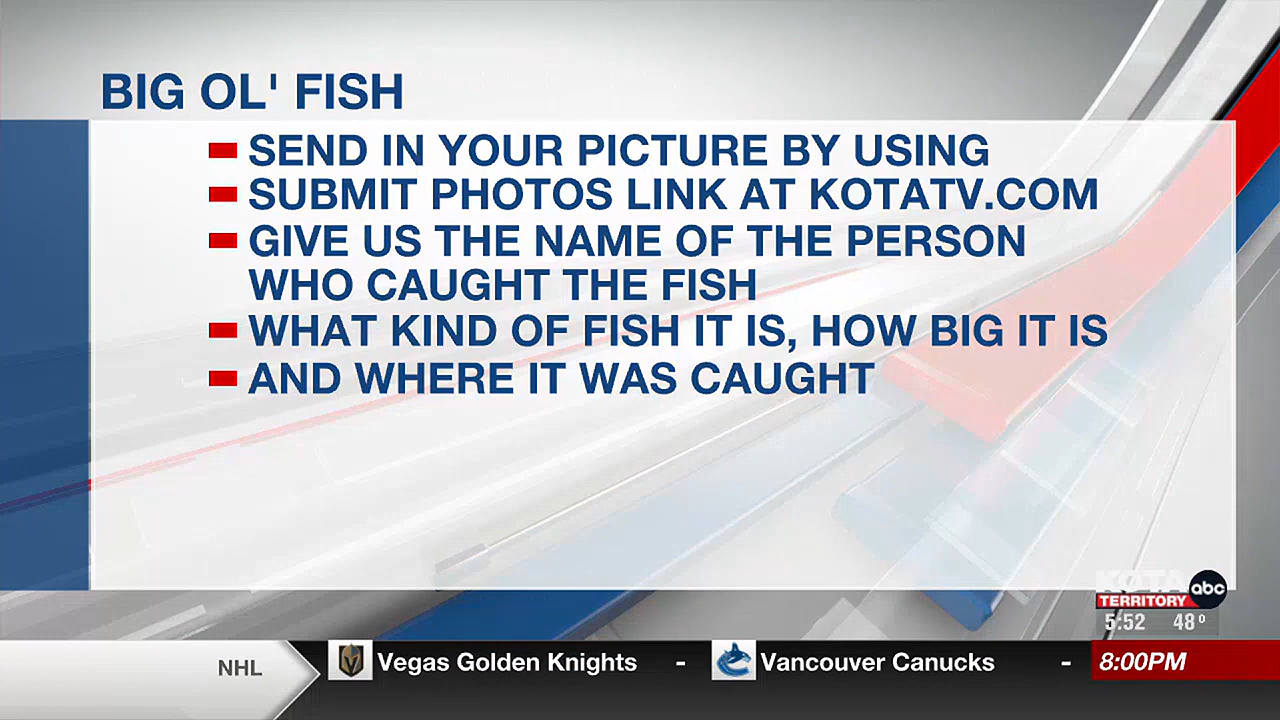 BIG OL' FISH
SEND IN YOUR PICTURE BY USING
SUBMIT PHOTOS LINK AT KOTATV.COM
GIVE US THE NAME OF THE PERSON
WHO CAUGHT THE FISH
WHAT KIND OF FISH IT IS, HOW BIG IT IS
AND WHERE IT WAS CAUGHT
KOTA
TERRITORY abc
5:52 48°
NHL Vegas Golden Knights - Vancouver Canucks - 8:00PM